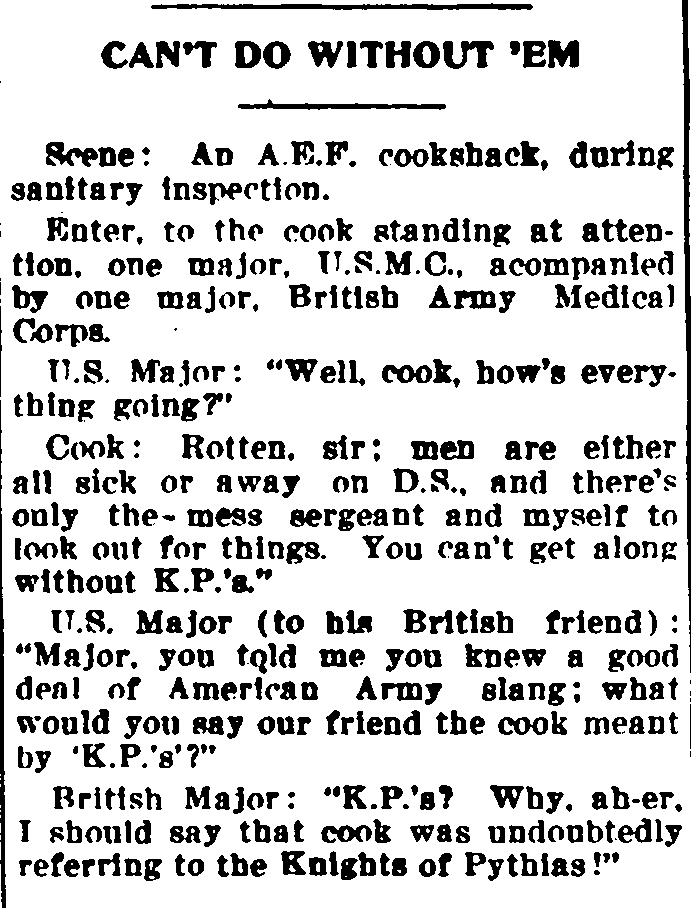 CAN'T DO WITHOUT 'EM
Scene: An A.E.F. cookshack, during
sanitary inspection.
Enter, to the cook standing at atten-
tion, one major, U.S.M.C., acompanied
by one major, British Army Medical
Corps.
U.S. Major: "Well, cook, how's every-
thing going?"
Cook: Rotten, sir; men are either
all sick or away on D.S., and there's
only the mess sergeant and myself to
look out for things. You can't get along
without K.P.'s."
U.S. Major (to his British friend):
"Major, you told me you knew a good
deal of American Army slang; what
would you say our friend the cook meant
by 'K.P.'s'?"
British Major: "K.P.'s? Why, ah-er,
I should say that cook was undoubtedly
referring to the Knights of Pythias!"